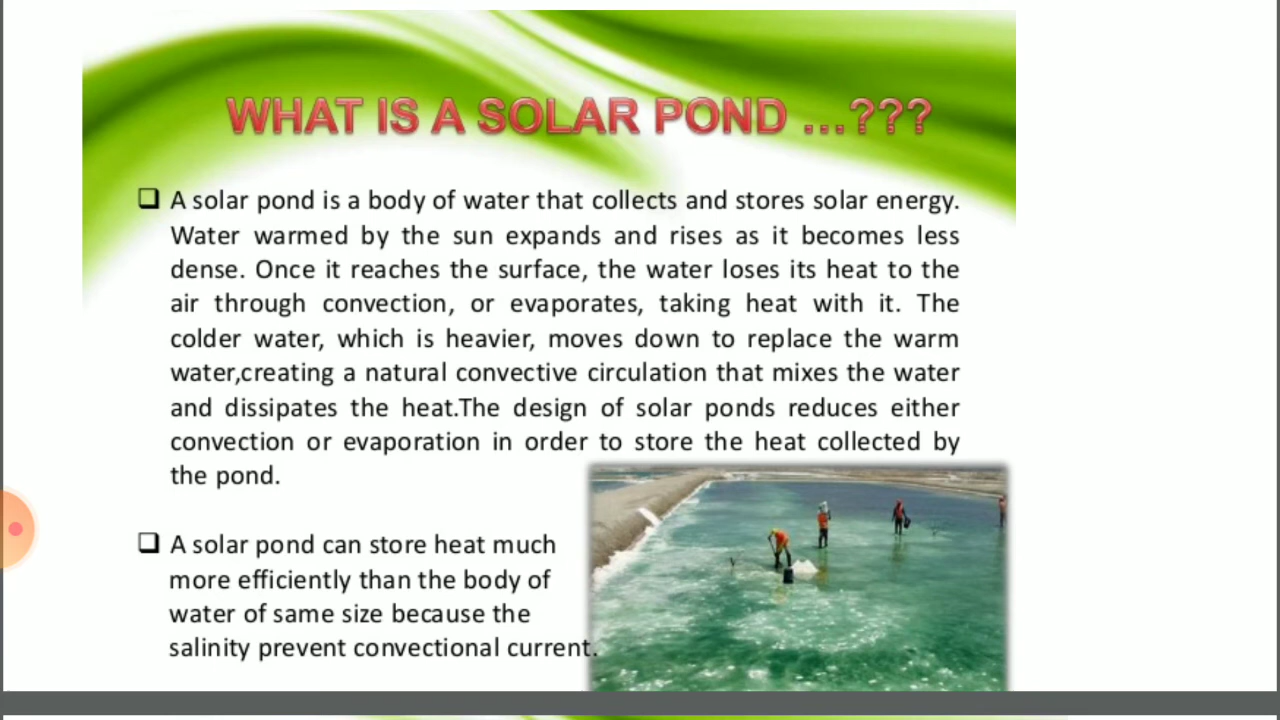 WHAT IS A SOLAR POND ...???
❑ A solar pond is a body of water that collects and stores solar energy.
Water warmed by the sun expands and rises as it becomes less
dense. Once it reaches the surface, the water loses its heat to the
air through convection, or evaporates, taking heat with it. The
colder water, which is heavier, moves down to replace the warm
water,creating a natural convective circulation that mixes the water
and dissipates the heat.The design of solar ponds reduces either
convection or evaporation in order to store the heat collected by
the pond.
❑ A solar pond can store heat much
more efficiently than the body of
water of same size because the
salinity prevent convectional current.